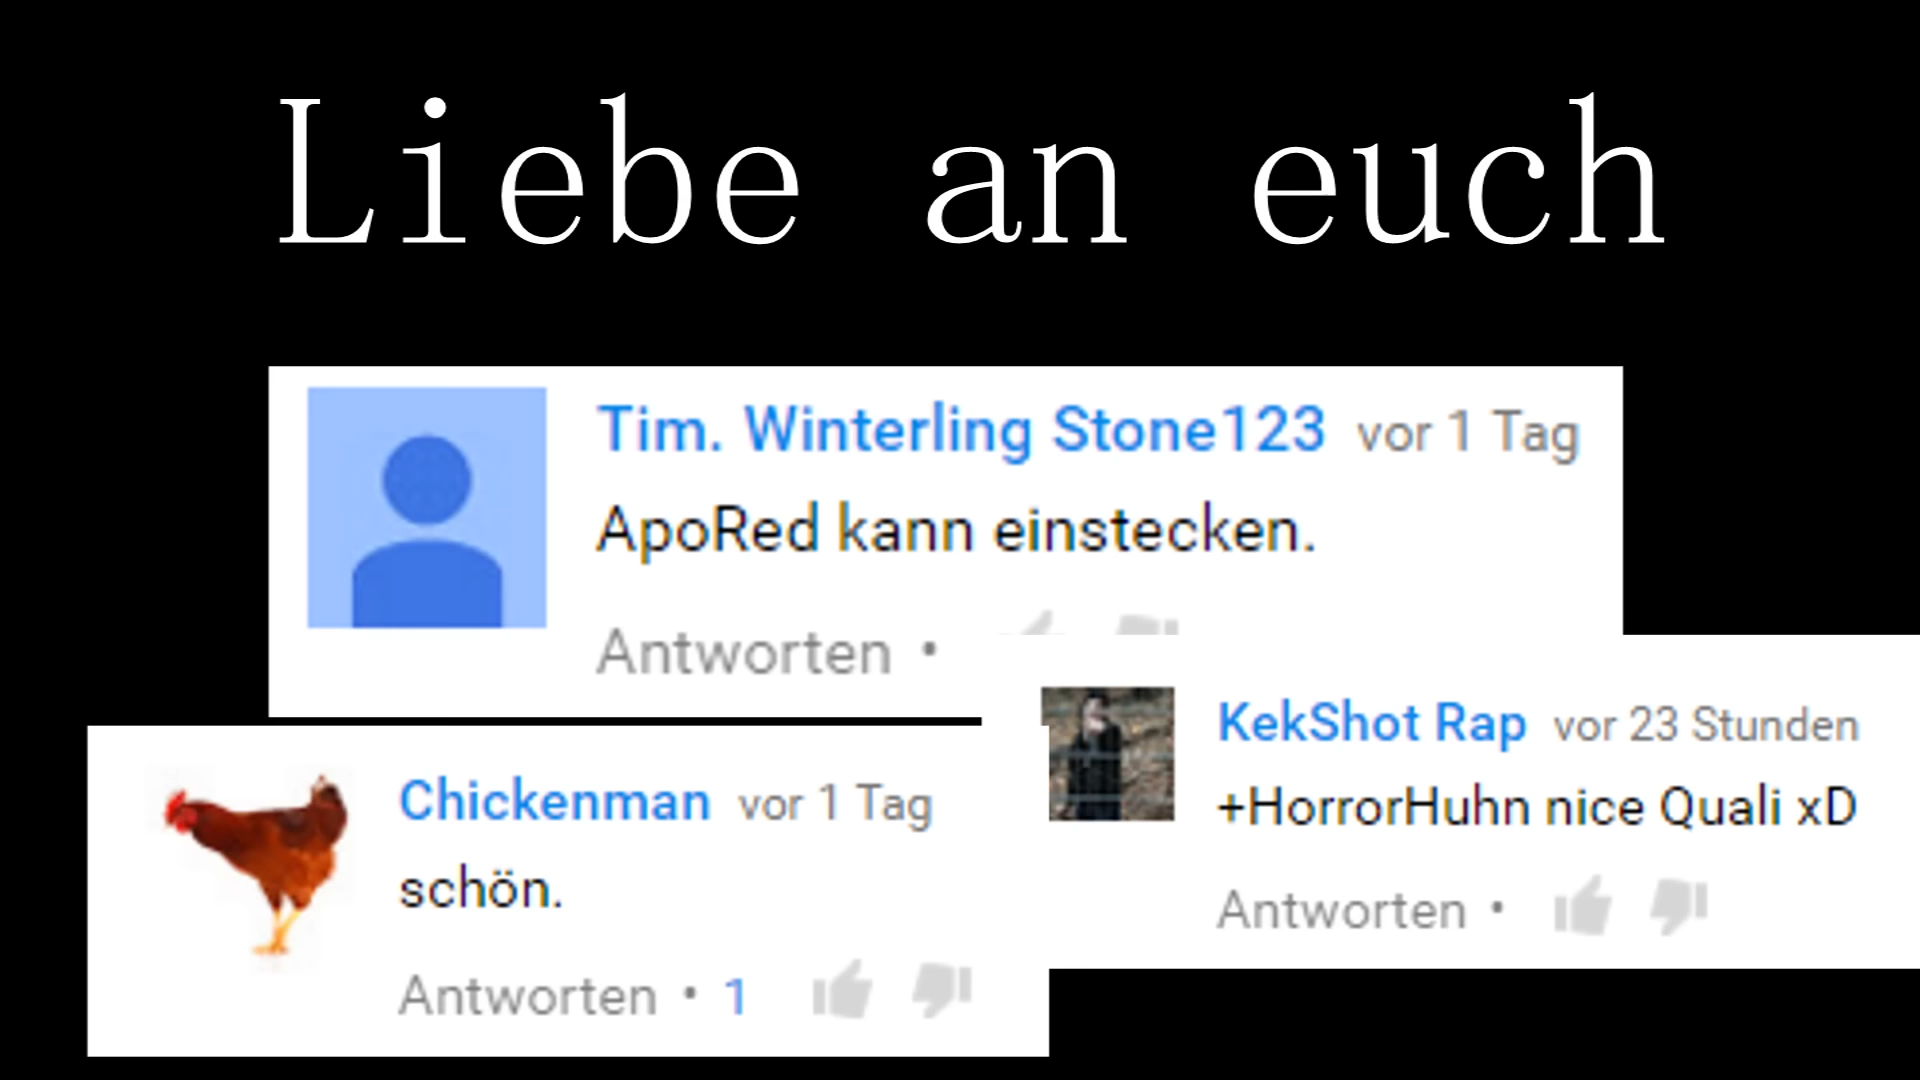 Liebe an euch
Tim. Winterling Stone123 vor 1 Tag
ApoRed kann einstecken.
Antworten •
KekShot Rap vor 23 Stunden
+HorrorHuhn nice Quali xD
Antworten •
Chickenman vor 1 Tag
schön.
Antworten • 1